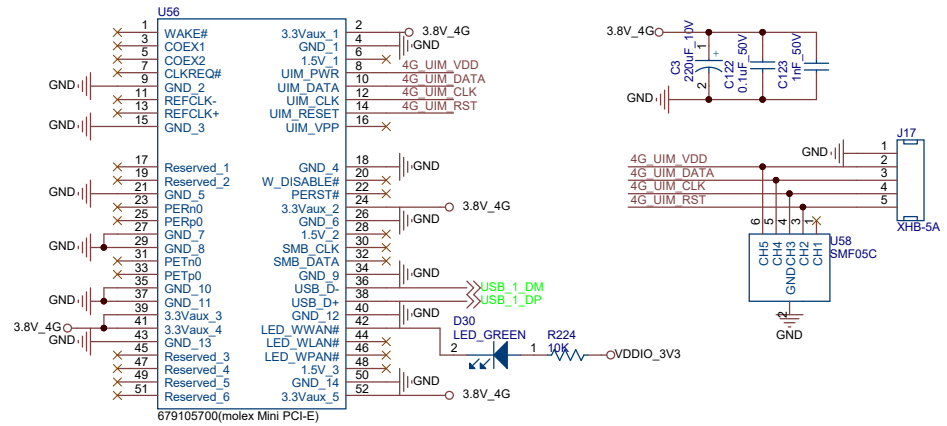 U56
1 WAKE# 3.3Vaux_1 2 3.8V_4G
3 COEX1 GND_1 4 GND
5 COEX2 1.5V_1 6
7 CLKREQ# UIM_PWR 8 4G_UIM_VDD
GND 9 GND_2 UIM_DATA 10 4G_UIM_DATA
11 REFCLK- UIM_CLK 12 4G_UIM_CLK
13 REFCLK+ UIM_RESET 14 4G_UIM_RST
GND 15 GND_3 UIM_VPP 16
17 Reserved_1 GND_4 18 GND
19 Reserved_2 W_DISABLE# 20
GND 21 GND_5 PERST# 22
23 PERn0 3.3Vaux_2 24 3.8V_4G
25 PERp0 GND_6 26 GND
27 GND_7 1.5V_2 28
GND 29 GND_8 SMB_CLK 30
31 PETn0 SMB_DATA 32
33 PETp0 GND_9 34 GND
35 GND_10 USB_D- 36 USB_1_DM
GND 37 GND_11 USB_D+ 38 USB_1_DP
39 3.3Vaux_3 GND_12 40 GND
3.8V_4G 41 3.3Vaux_4 LED_WWAN# 42
GND 43 GND_13 LED_WLAN# 44
45 Reserved_3 LED_WPAN# 46
47 Reserved_4 1.5V_3 48
49 Reserved_5 GND_14 50 GND
51 Reserved_6 3.3Vaux_5 52 3.8V_4G
679105700(molex Mini PCI-E)
D30
LED_GREEN
2 1
R224
10K
VDDIO_3V3
3.8V_4G
C3
220uF_10V
1 +
2
C122
0.1uF_50V
C123
1nF_50V
GND
J17
GND 1
4G_UIM_VDD 2
4G_UIM_DATA 3
4G_UIM_CLK 4
4G_UIM_RST 5
XHB-5A
6 5 4 3 1
U58
SMF05C
CH5 CH4 CH3 CH2 CH1
GND
2
GND